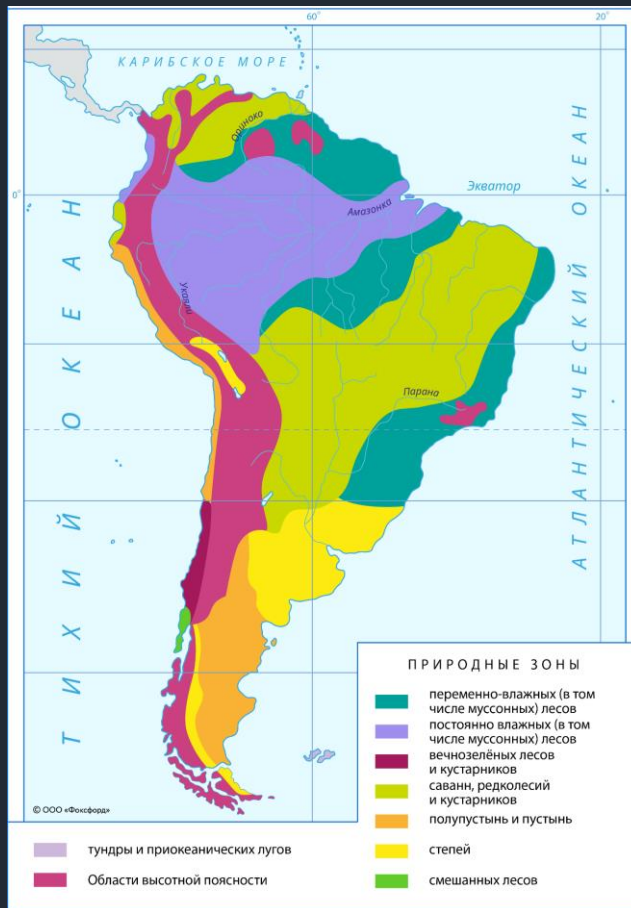 60°
20°
КАРИБСКОЕ МОРЕ
Ориноко
0°
Экватор
Амазонка
Укаяли
Парана
ТИХИЙ ОКЕАН
АТЛАНТИЧЕСКИЙ ОКЕАН
ПРИРОДНЫЕ ЗОНЫ
переменно-влажных (в том
числе муссонных) лесов
постоянно влажных (в том
числе муссонных) лесов
вечнозелёных лесов
и кустарников
саванн, редколесий
и кустарников
полупустынь и пустынь
степей
смешанных лесов
© ООО «Фоксфорд»
тундры и приокеанических лугов
Области высотной поясности